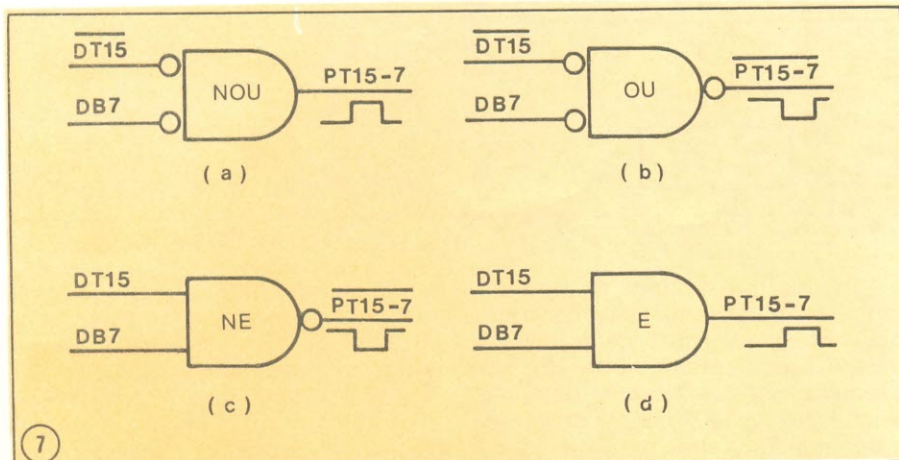 DT15
DB7
NOU
PT15-7
( a )
DT15
DB7
OU
PT15-7
( b )
DT15
DB7
NE
PT15-7
( c )
DT15
DB7
E
PT15-7
( d )
7